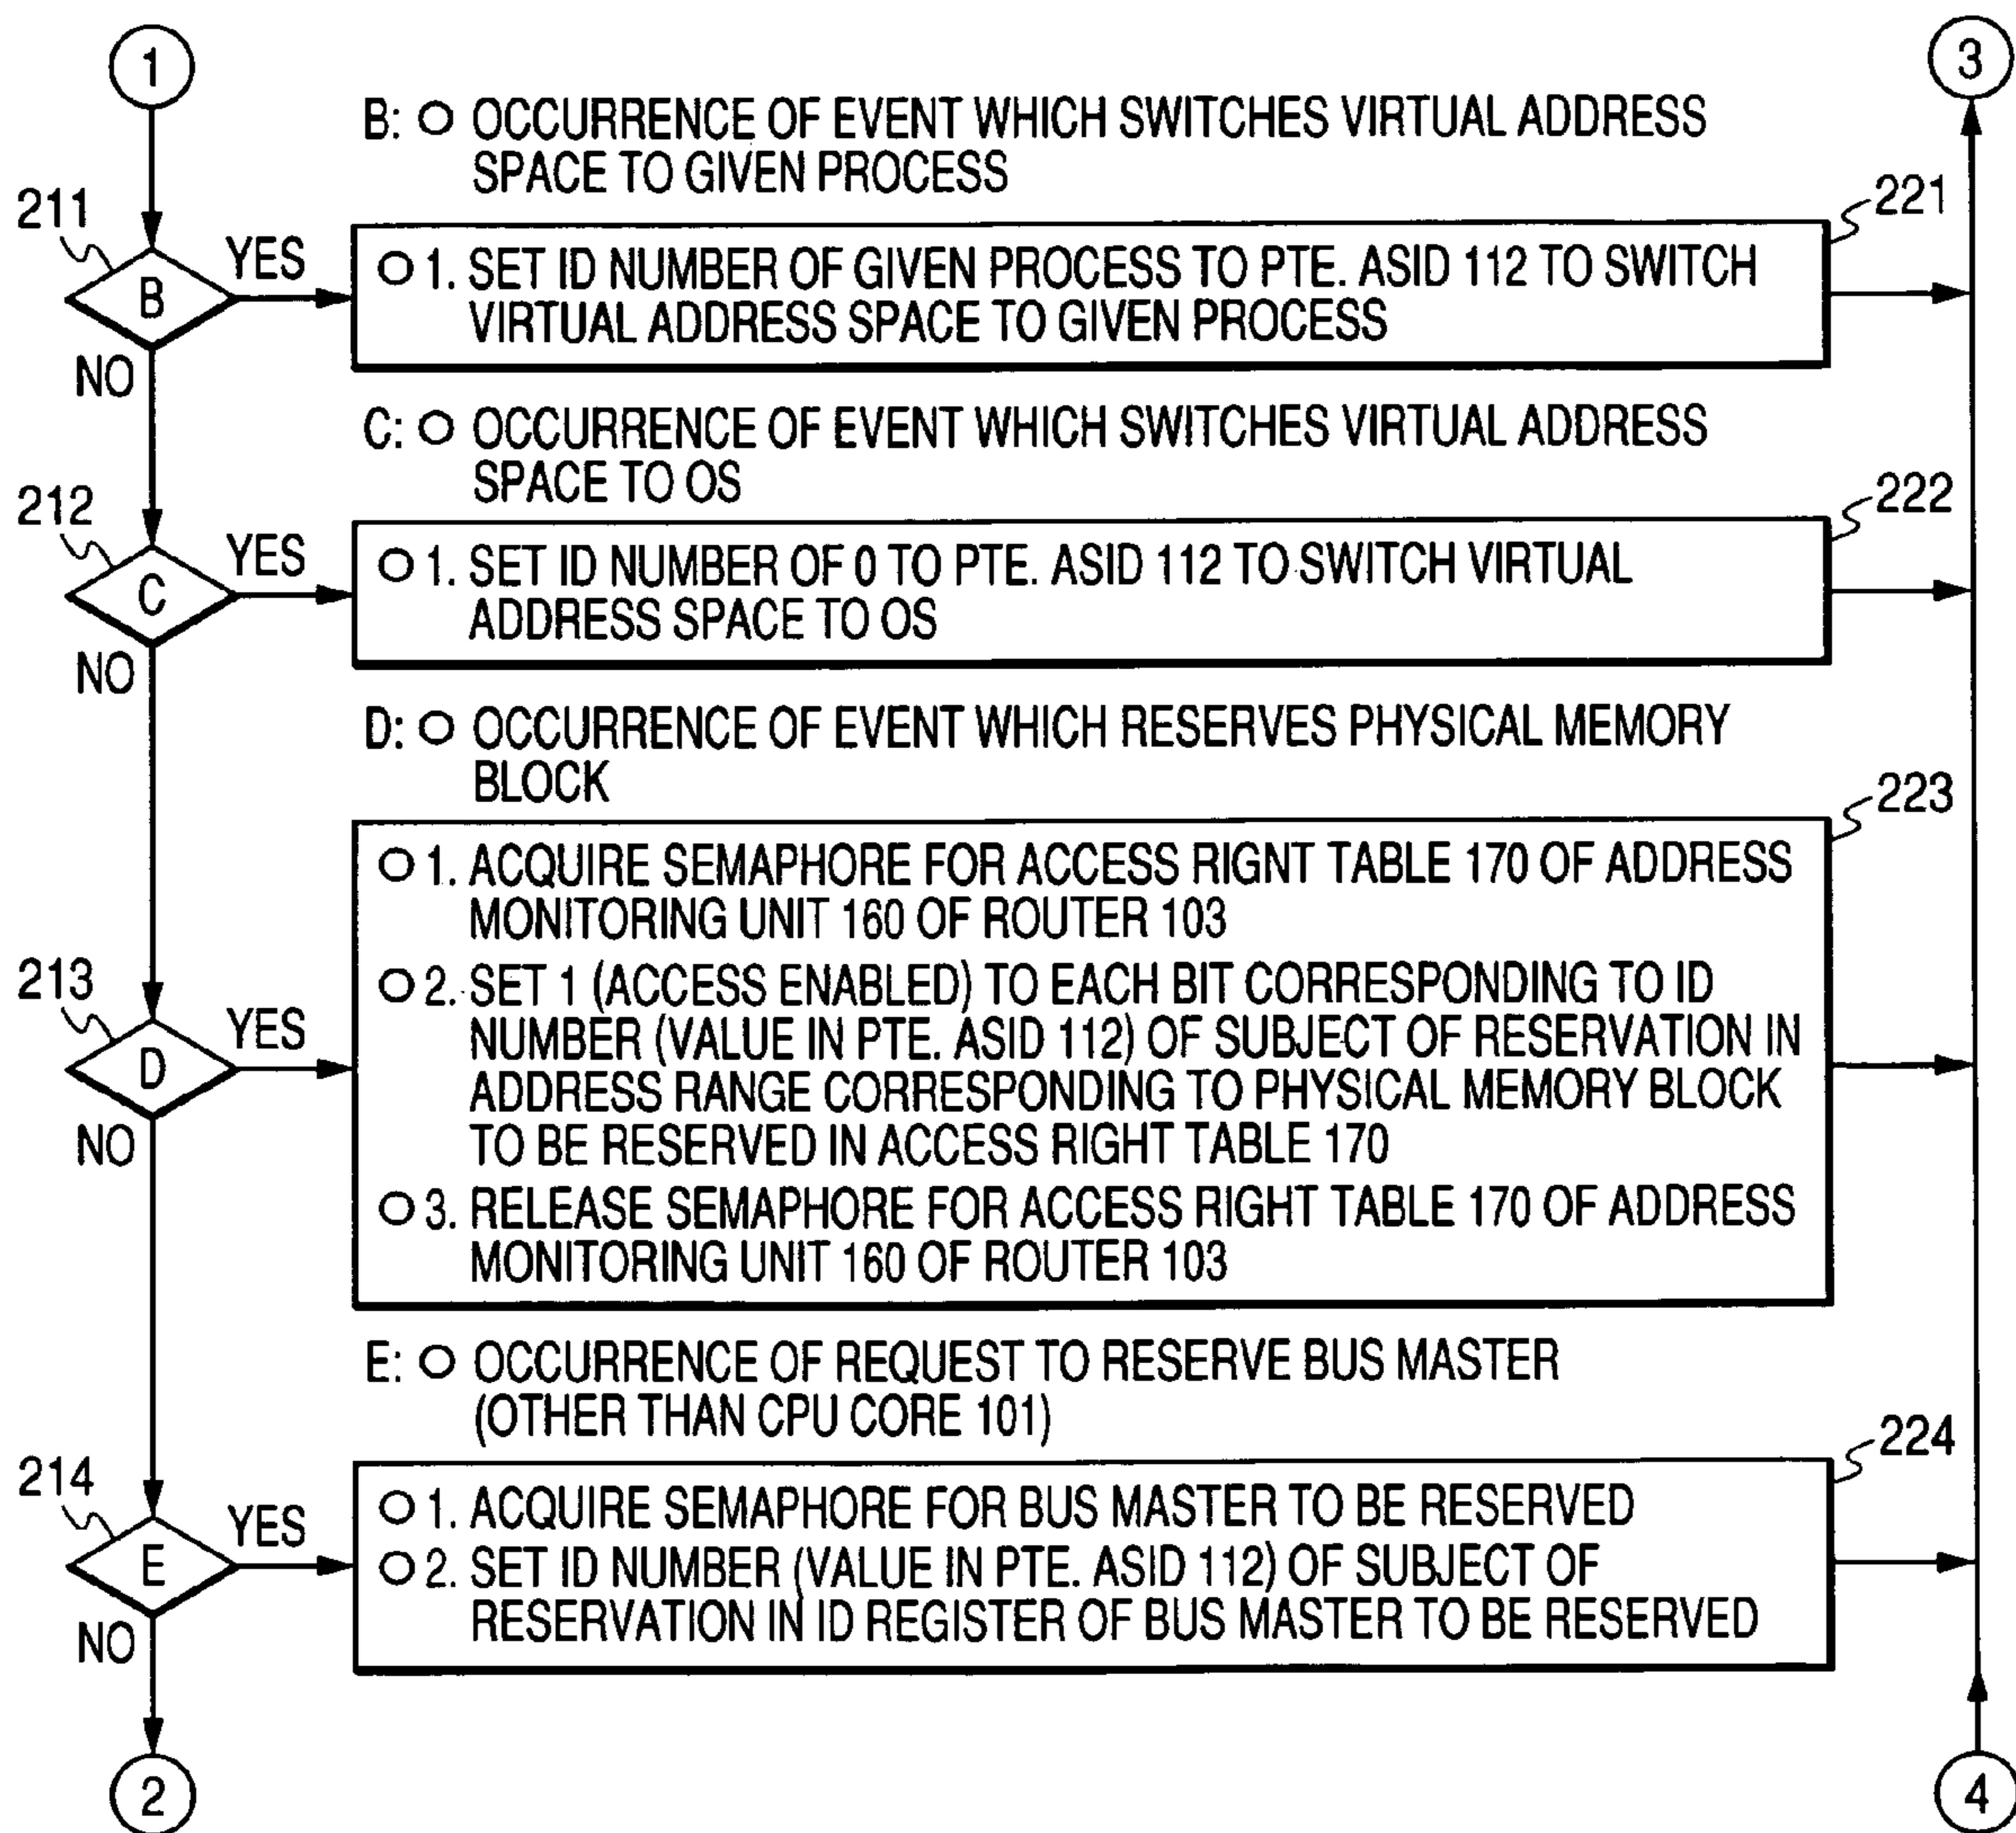 1
3
B: ○ OCCURRENCE OF EVENT WHICH SWITCHES VIRTUAL ADDRESS
SPACE TO GIVEN PROCESS
211
B
YES
NO
221
○ 1. SET ID NUMBER OF GIVEN PROCESS TO PTE. ASID 112 TO SWITCH
VIRTUAL ADDRESS SPACE TO GIVEN PROCESS
C: ○ OCCURRENCE OF EVENT WHICH SWITCHES VIRTUAL ADDRESS
SPACE TO OS
212
C
YES
NO
222
○ 1. SET ID NUMBER OF 0 TO PTE. ASID 112 TO SWITCH VIRTUAL
ADDRESS SPACE TO OS
D: ○ OCCURRENCE OF EVENT WHICH RESERVES PHYSICAL MEMORY
BLOCK
213
D
YES
NO
223
○ 1. ACQUIRE SEMAPHORE FOR ACCESS RIGNT TABLE 170 OF ADDRESS
MONITORING UNIT 160 OF ROUTER 103
○ 2. SET 1 (ACCESS ENABLED) TO EACH BIT CORRESPONDING TO ID
NUMBER (VALUE IN PTE. ASID 112) OF SUBJECT OF RESERVATION IN
ADDRESS RANGE CORRESPONDING TO PHYSICAL MEMORY BLOCK
TO BE RESERVED IN ACCESS RIGHT TABLE 170
○ 3. RELEASE SEMAPHORE FOR ACCESS RIGHT TABLE 170 OF ADDRESS
MONITORING UNIT 160 OF ROUTER 103
E: ○ OCCURRENCE OF REQUEST TO RESERVE BUS MASTER
(OTHER THAN CPU CORE 101)
214
E
YES
NO
224
○ 1. ACQUIRE SEMAPHORE FOR BUS MASTER TO BE RESERVED
○ 2. SET ID NUMBER (VALUE IN PTE. ASID 112) OF SUBJECT OF
RESERVATION IN ID REGISTER OF BUS MASTER TO BE RESERVED
2
4